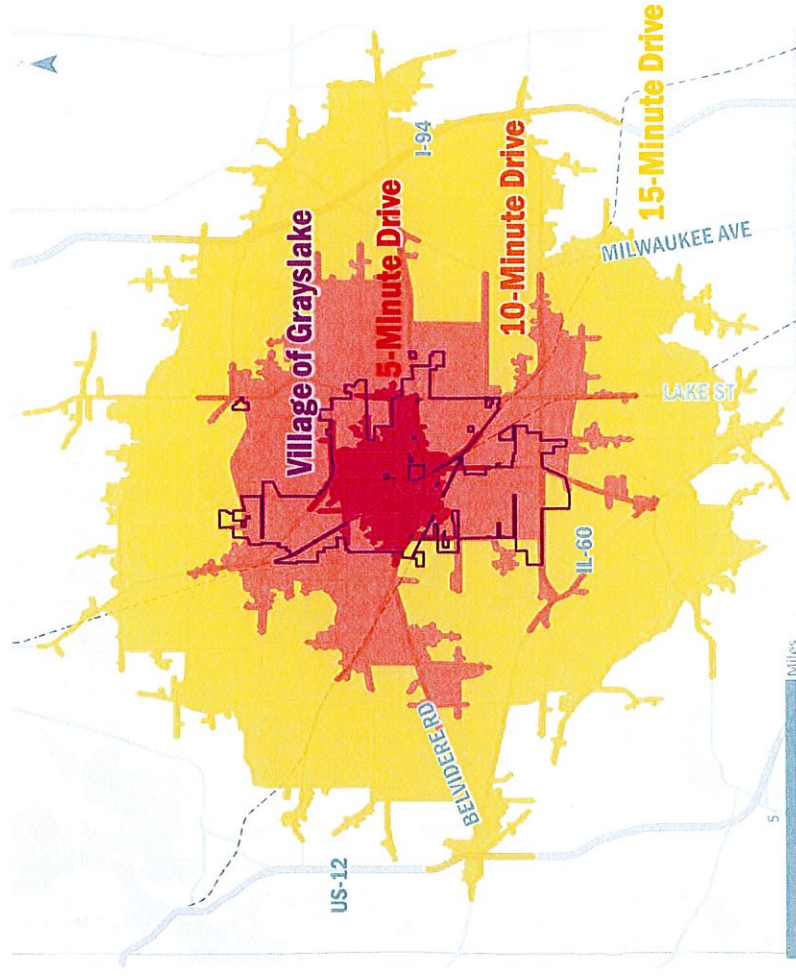 Village of Grayslake
5-Minute Drive
I-94
10-Minute Drive
15-Minute Drive
MILWAUKEE AVE
LAKE ST
IL-60
BELVIDERE RD
US-12
5
Miles